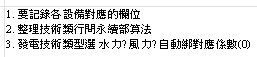 1. 要記錄各設備對應的欄位
2. 整理技術類行間永續部算法
3. 發電技術類型選 水力? 風力? 自動綁對應係數(0)